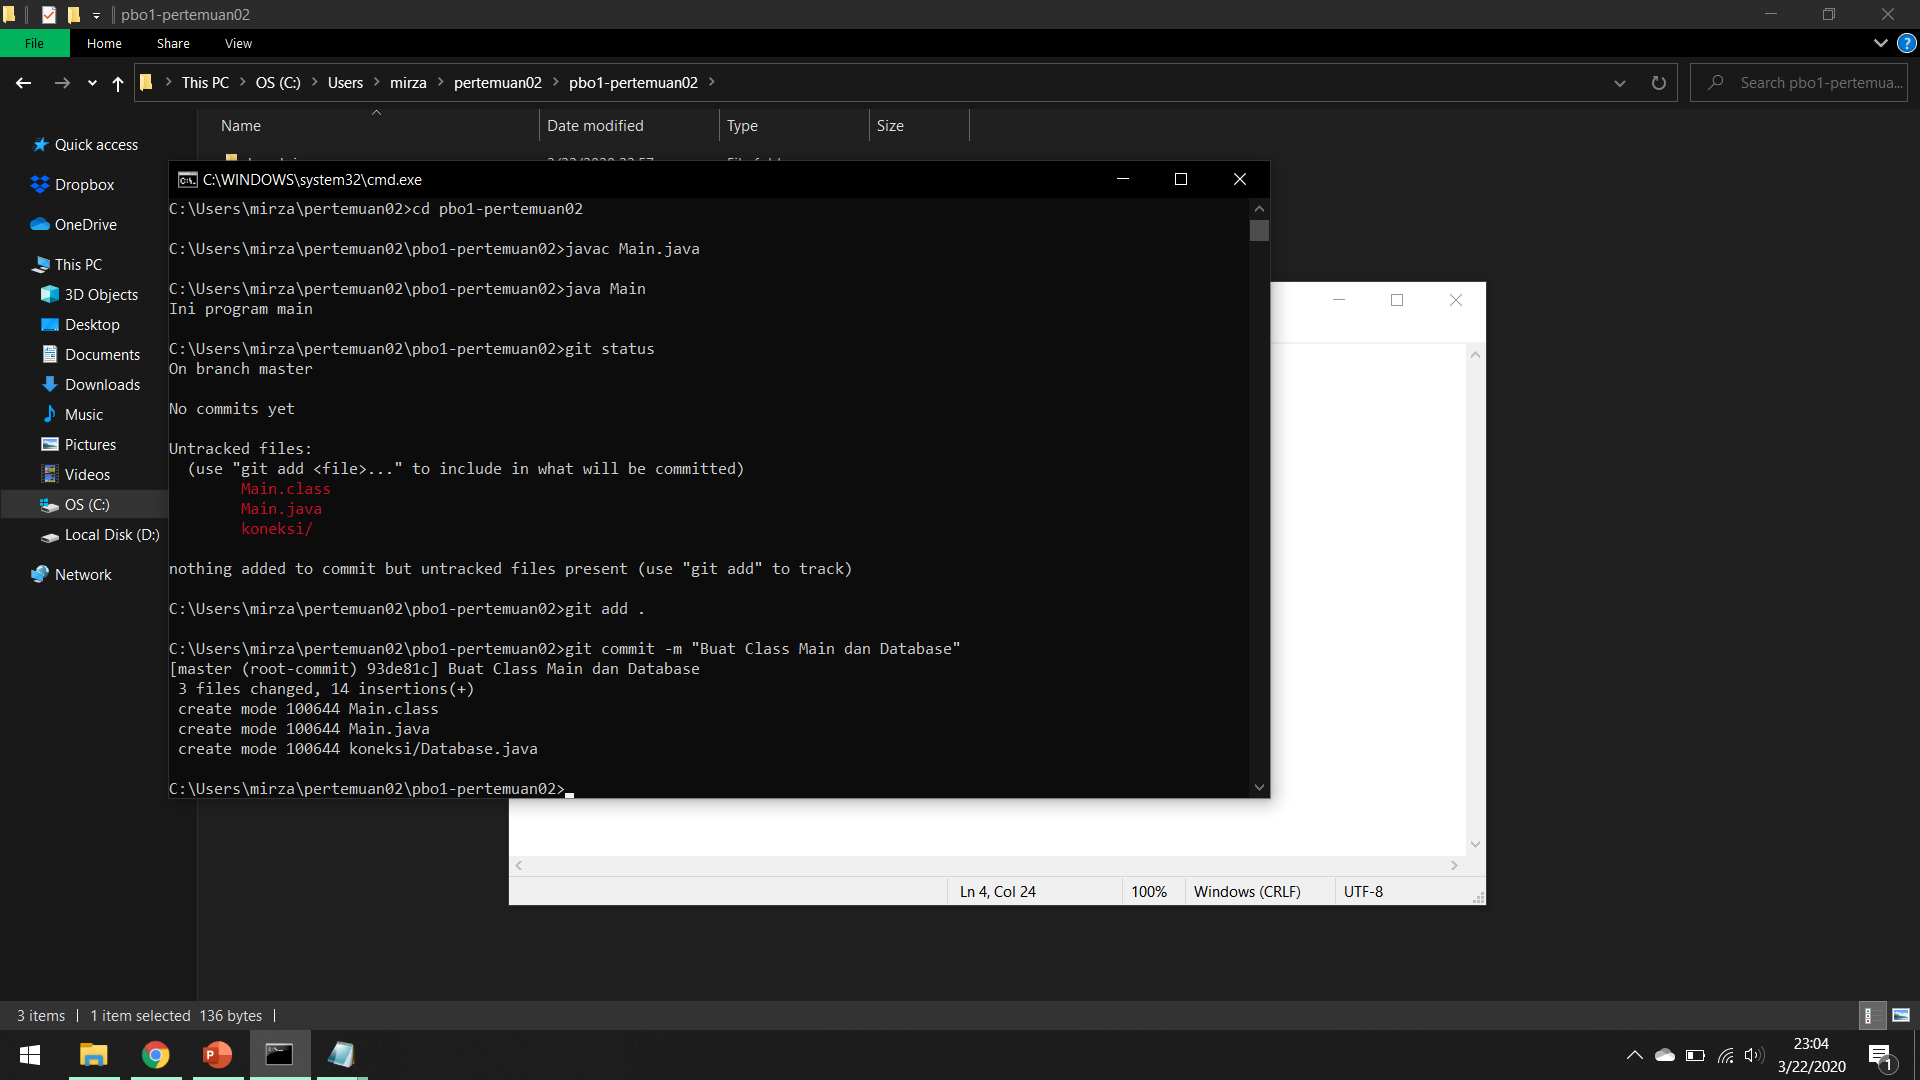 pbo1-pertemuan02
File Home Share View
This PC OS (C:) Users mirza pertemuan02 pbo1-pertemuan02
Search pbo1-pertemua...
Name Date modified Type Size
Quick access
Dropbox
OneDrive
This PC
3D Objects
Desktop
Documents
Downloads
Music
Pictures
Videos
OS (C:)
Local Disk (D:)
Network
C:\WINDOWS\system32\cmd.exe
C:\Users\mirza\pertemuan02>cd pbo1-pertemuan02
C:\Users\mirza\pertemuan02\pbo1-pertemuan02>javac Main.java
C:\Users\mirza\pertemuan02\pbo1-pertemuan02>java Main
Ini program main
C:\Users\mirza\pertemuan02\pbo1-pertemuan02>git status
On branch master
No commits yet
Untracked files:
(use "git add <file>..." to include in what will be committed)
Main.class
Main.java
koneksi/
nothing added to commit but untracked files present (use "git add" to track)
C:\Users\mirza\pertemuan02\pbo1-pertemuan02>git add .
C:\Users\mirza\pertemuan02\pbo1-pertemuan02>git commit -m "Buat Class Main dan Database"
[master (root-commit) 93de81c] Buat Class Main dan Database
3 files changed, 14 insertions(+)
create mode 100644 Main.class
create mode 100644 Main.java
create mode 100644 koneksi/Database.java
C:\Users\mirza\pertemuan02\pbo1-pertemuan02>
Ln 4, Col 24 100% Windows (CRLF) UTF-8
3 items 1 item selected 136 bytes
23:04
3/22/2020
1